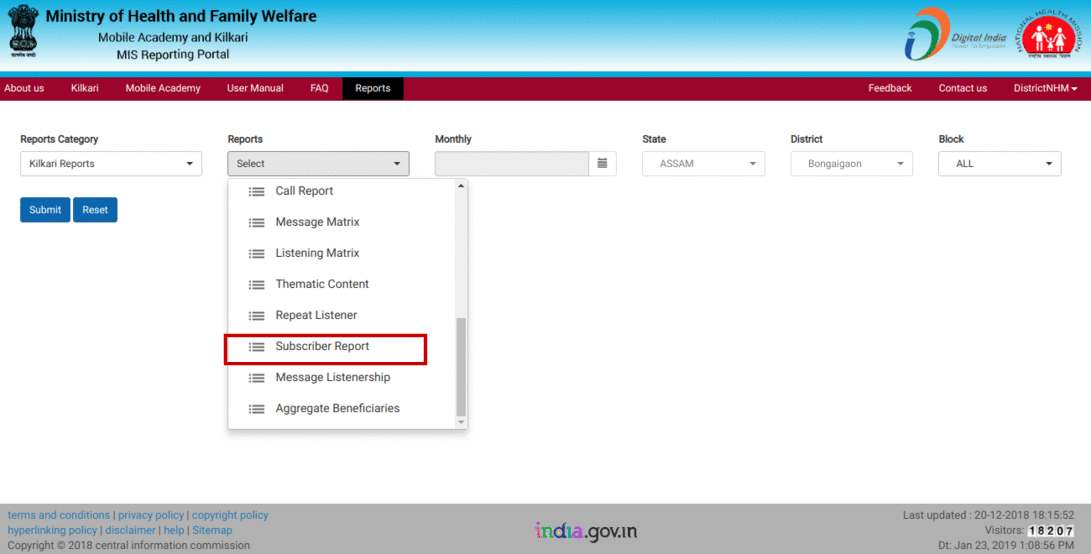 Ministry of Health and Family Welfare
Mobile Academy and Kilkari
MIS Reporting Portal
Digital India
Power To Empower
NATIONAL HEALTH MISSION
About us Kilkari Mobile Academy User Manual FAQ Reports Feedback Contact us DistrictNHM
Reports Category Reports Monthly State District Block
Kilkari Reports Select ASSAM Bongaigaon ALL
Submit Reset
Call Report
Message Matrix
Listening Matrix
Thematic Content
Repeat Listener
Subscriber Report
Message Listenership
Aggregate Beneficiaries
terms and conditions | privacy policy | copyright policy
hyperlinking policy | disclaimer | help | Sitemap
Copyright © 2018 central information commission
india.gov.in
Last updated : 20-12-2018 18:15:52
Visitors: 18207
Dt: Jan 23, 2019 1:08:56 PM